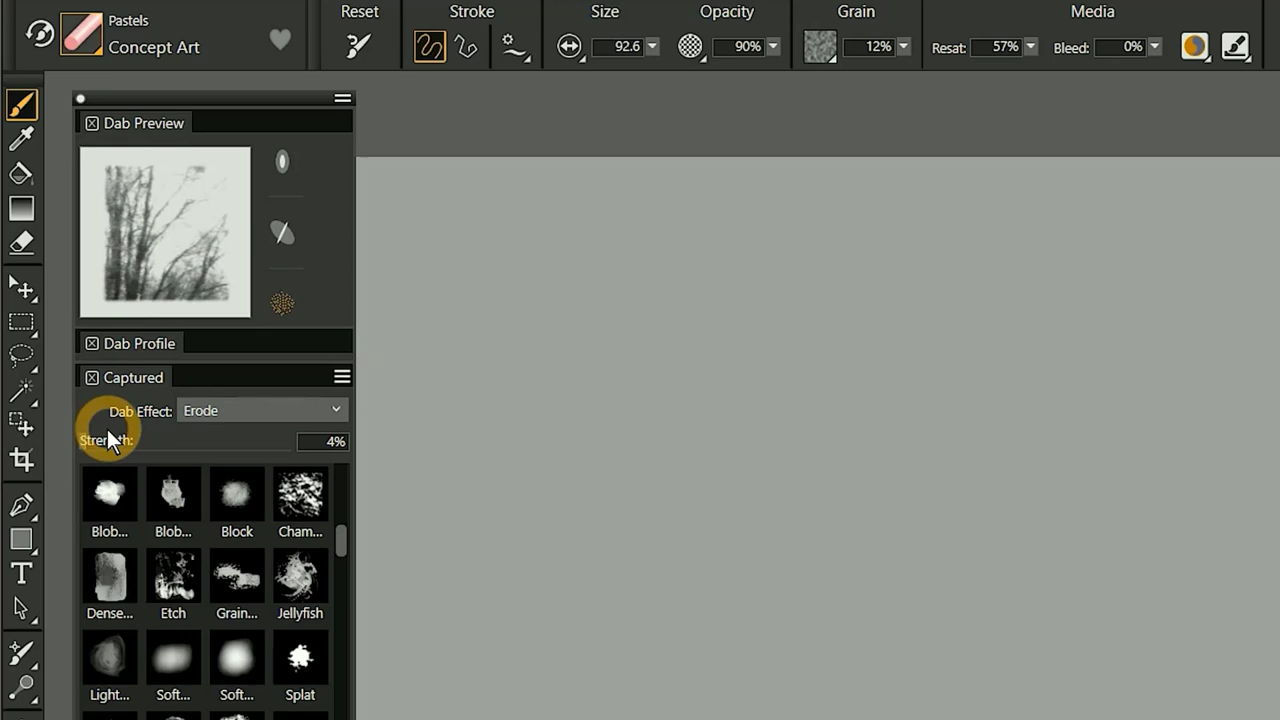 Pastels
Concept Art
Reset
Stroke
Size
Opacity
Grain
Media
92.6
90%
12%
Resat: 57%
Bleed: 0%
Dab Preview
Dab Profile
Captured
Dab Effect: Erode
Strength: 4%
Blob... Blob... Block Cham...
Dense... Etch Grain... Jellyfish
Light... Soft... Soft... Splat
T